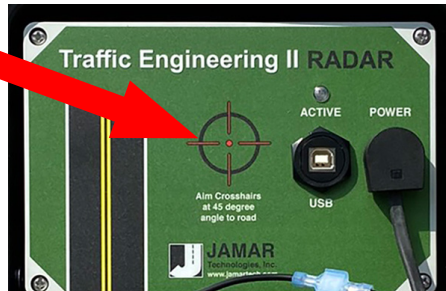 Traffic Engineering II RADAR
ACTIVE
POWER
USB
Aim Crosshairs
at 45 degree
angle to road
JAMAR
Technologies, Inc.
www.jamartech.com